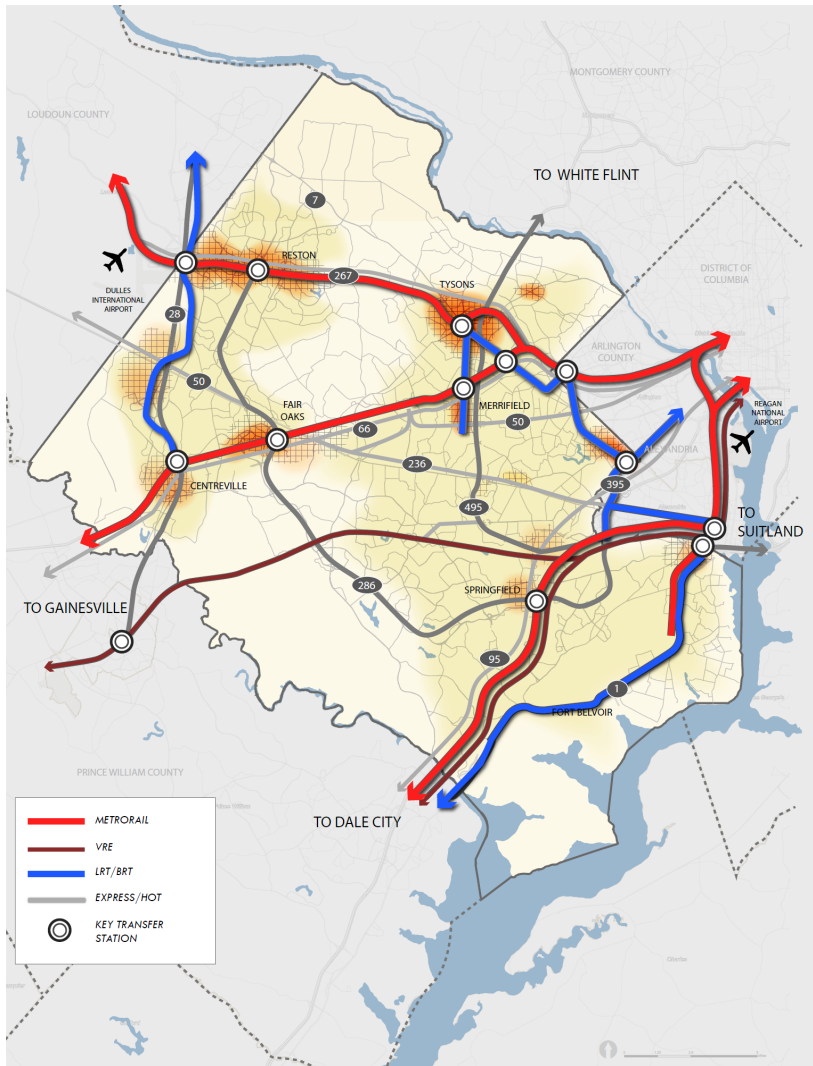 MONTGOMERY COUNTY
LOUDOUN COUNTY
TO WHITE FLINT
7
RESTON
267
TYSONS
DISTRICT OF
COLUMBIA
DULLES
INTERNATIONAL
AIRPORT
28
ARLINGTON
COUNTY
50
FAIR
OAKS
MERRIFIELD
50
REAGAN
NATIONAL
AIRPORT
66
236
ALEXANDRIA
395
CENTREVILLE
495
TO
SUITLAND
286
SPRINGFIELD
TO GAINESVILLE
95
1
FORT BELVOIR
PRINCE WILLIAM COUNTY
TO DALE CITY
METRORAIL
VRE
LRT/BRT
EXPRESS/HOT
KEY TRANSFER
STATION